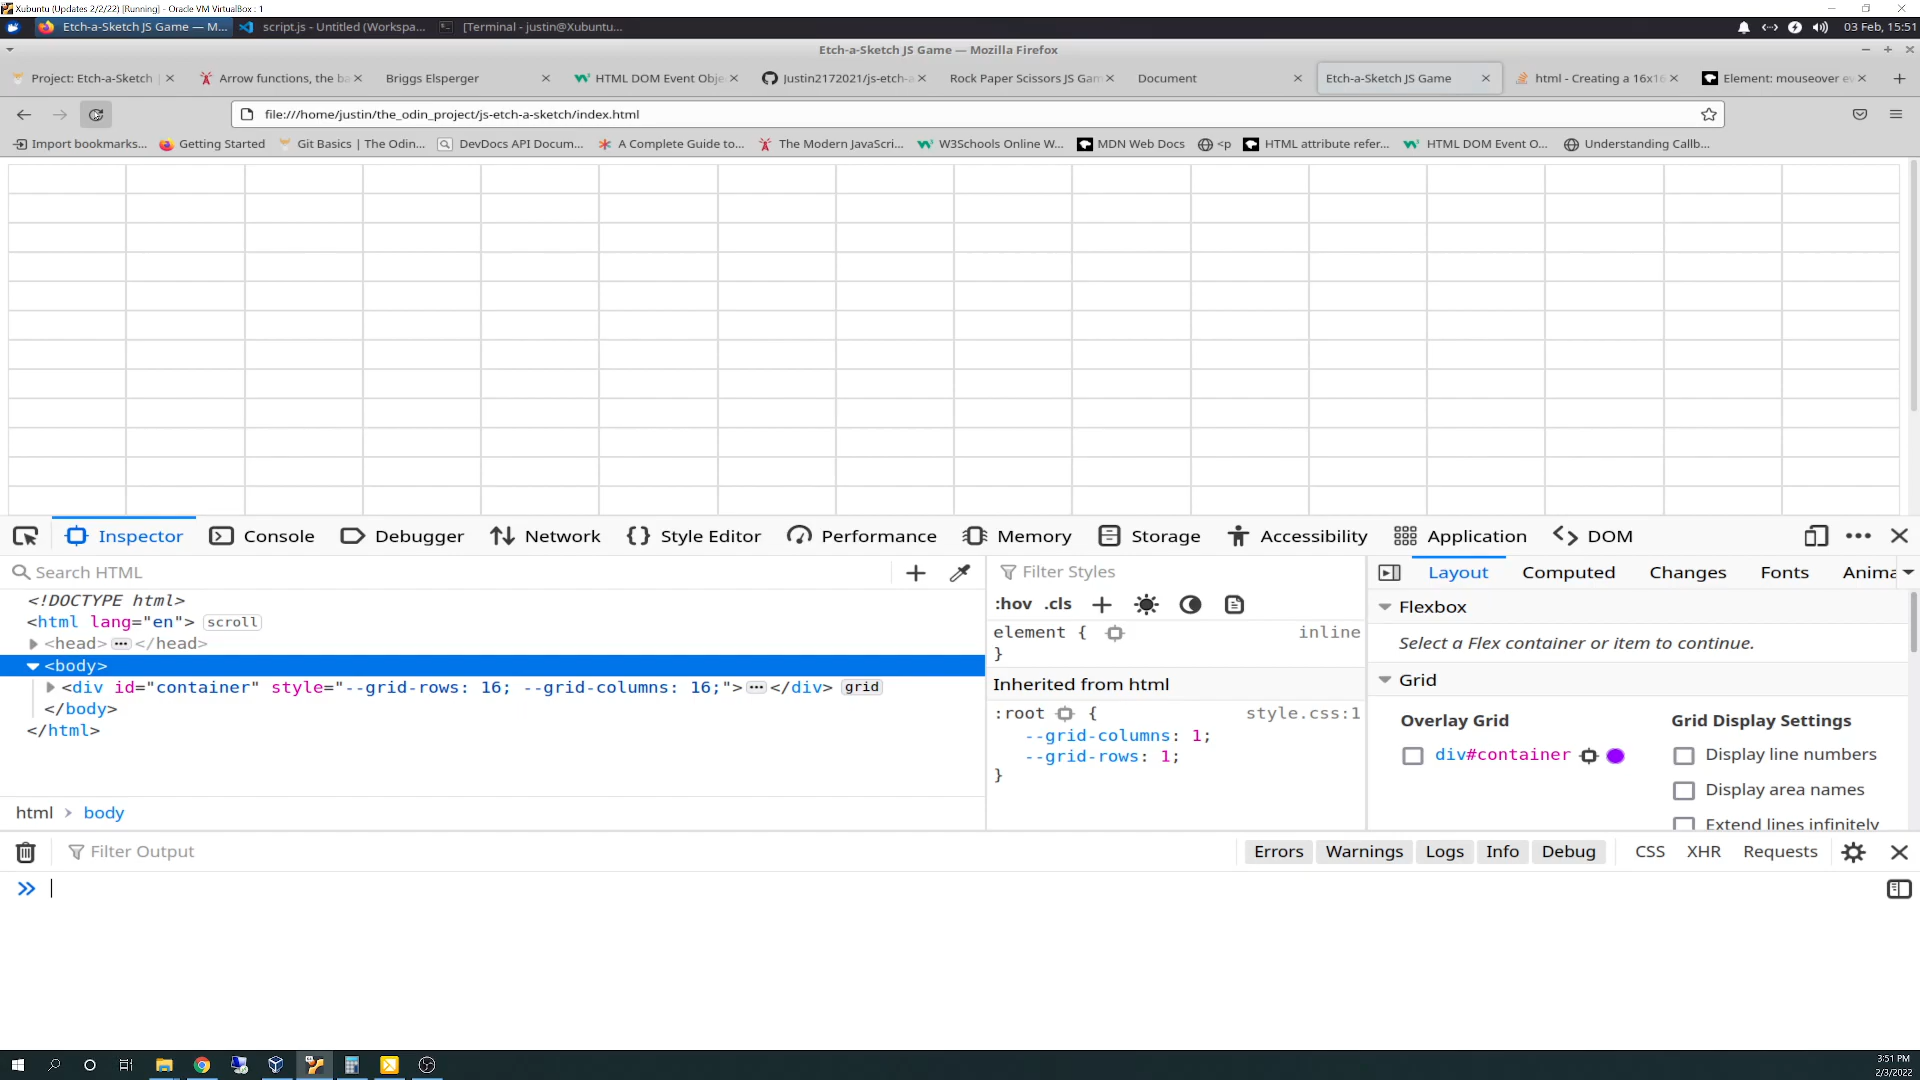 Xubuntu (Updates 2/2/22) [Running] - Oracle VM VirtualBox : 1
Etch-a-Sketch JS Game — M...
script.js - Untitled (Workspa...
[Terminal - justin@Xubuntu...
03 Feb, 15:51
Etch-a-Sketch JS Game — Mozilla Firefox
Project: Etch-a-Sketch
Arrow functions, the ba
Briggs Elsperger
HTML DOM Event Obje
Justin2172021/js-etch-a
Rock Paper Scissors JS Gam
Document
Etch-a-Sketch JS Game
html - Creating a 16x16
Element: mouseover ev
file:///home/justin/the_odin_project/js-etch-a-sketch/index.html
Import bookmarks...
Getting Started
Git Basics | The Odin...
DevDocs API Docum...
A Complete Guide to...
The Modern JavaScri...
W3Schools Online W...
MDN Web Docs
<p
HTML attribute refer...
HTML DOM Event O...
Understanding Callb...
Inspector
Console
Debugger
Network
Style Editor
Performance
Memory
Storage
Accessibility
Application
DOM
Search HTML
<!DOCTYPE html>
<html lang="en"> scroll
<head> ••• </head>
<body>
<div id="container" style="--grid-rows: 16; --grid-columns: 16;"> ••• </div> grid
</body>
</html>
html > body
Filter Styles
:hov .cls
element { inline
}
Inherited from html
:root { style.css:1
--grid-columns: 1;
--grid-rows: 1;
}
Layout
Computed
Changes
Fonts
Anima
Flexbox
Select a Flex container or item to continue.
Grid
Overlay Grid
div#container
Grid Display Settings
Display line numbers
Display area names
Extend lines infinitely
Filter Output
Errors
Warnings
Logs
Info
Debug
CSS
XHR
Requests
3:51 PM
2/3/2022